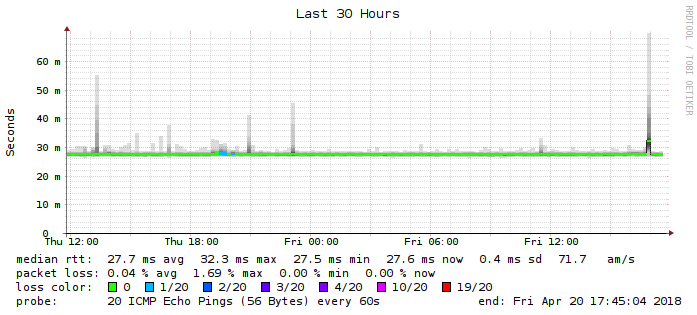 Last 30 Hours
RRDTOOL / TOBI OETIKER
Seconds
60 m
50 m
40 m
30 m
20 m
10 m
0
Thu 12:00 Thu 18:00 Fri 00:00 Fri 06:00 Fri 12:00
median rtt: 27.7 ms avg 32.3 ms max 27.5 ms min 27.6 ms now 0.4 ms sd 71.7 am/s
packet loss: 0.04 % avg 1.69 % max 0.00 % min 0.00 % now
loss color: 0 1/20 2/20 3/20 4/20 10/20 19/20
probe: 20 ICMP Echo Pings (56 Bytes) every 60s end: Fri Apr 20 17:45:04 2018